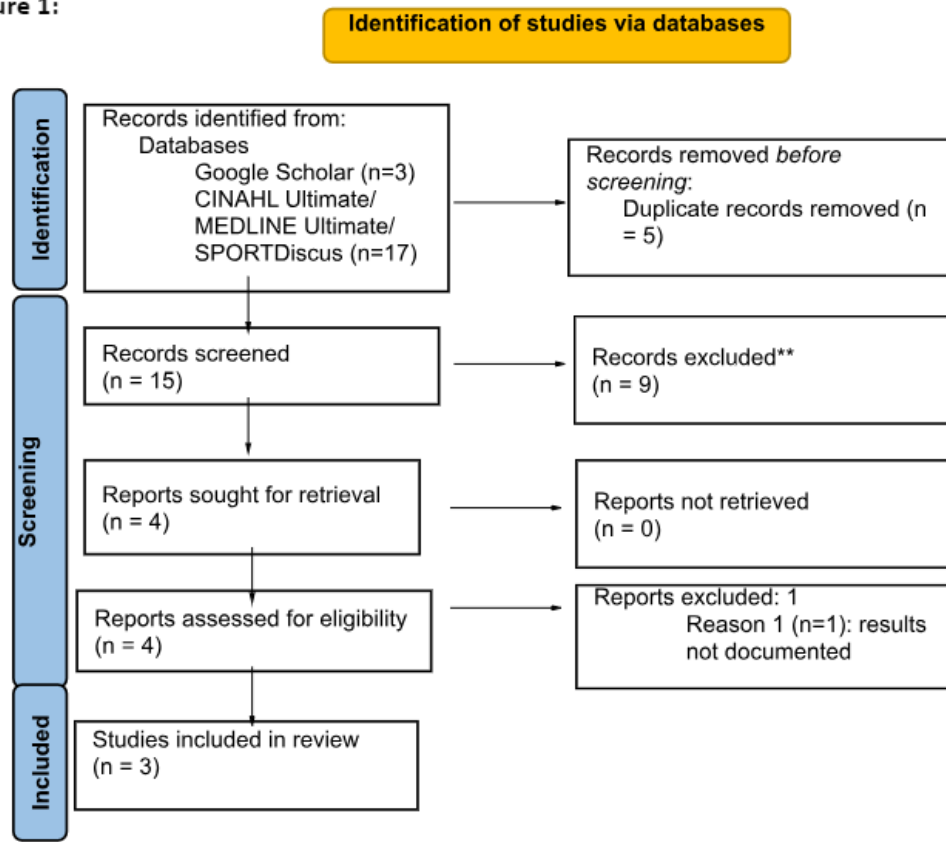 ure 1:
Identification of studies via databases
Identification
Records identified from:
Databases
Google Scholar (n=3)
CINAHL Ultimate/
MEDLINE Ultimate/
SPORTDiscus (n=17)
Records removed before
screening:
Duplicate records removed (n
= 5)
Screening
Records screened
(n = 15)
Records excluded**
(n = 9)
Reports sought for retrieval
(n = 4)
Reports not retrieved
(n = 0)
Reports assessed for eligibility
(n = 4)
Reports excluded: 1
Reason 1 (n=1): results
not documented
Included
Studies included in review
(n = 3)